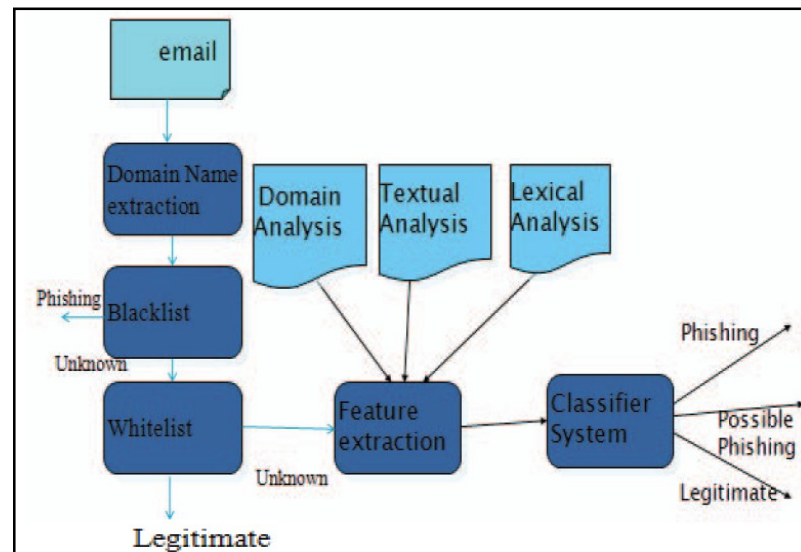 email
Domain Name
extraction
Domain
Analysis
Textual
Analysis
Lexical
Analysis
Phishing
Blacklist
Unknown
Whitelist
Unknown
Legitimate
Feature
extraction
Classifier
System
Phishing
Possible
Phishing
Legitimate